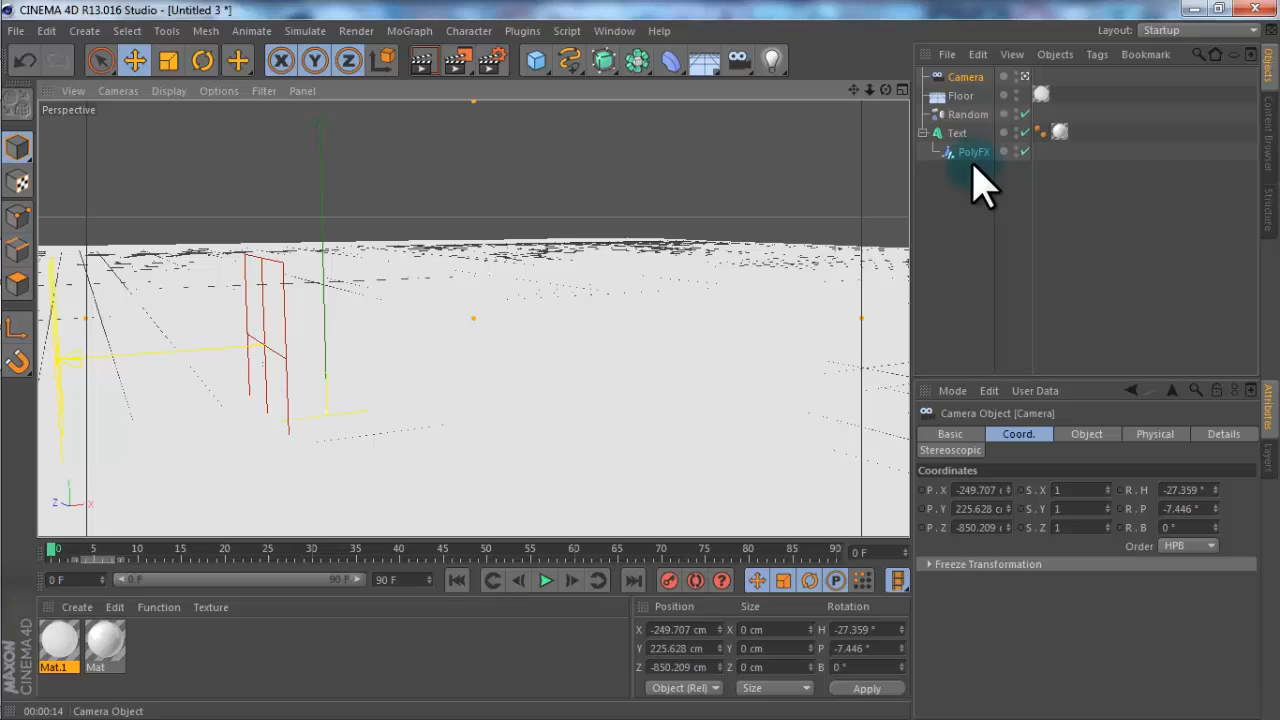 CINEMA 4D R13.016 Studio - [Untitled 3 *]
File Edit Create Select Tools Mesh Animate Simulate Render MoGraph Character Plugins Script Window Help
Layout: Startup
X Y Z
File Edit View Objects Tags Bookmark
View Cameras Display Options Filter Panel
Perspective
Camera
Floor
Random
Text
PolyFX
Objects
Content Browser
Structure
Mode Edit User Data
Camera Object [Camera]
Basic Coord. Object Physical Details
Stereoscopic
Coordinates
P . X -249.707 c S . X 1 R . H -27.359 °
P . Y 225.628 c S . Y 1 R . P -7.446 °
P . Z -850.209 c S . Z 1 R . B 0 °
Order HPB
Freeze Transformation
Attributes
Layers
Y
Z X
0 5 10 15 20 25 30 35 40 45 50 55 60 65 70 75 80 85 90 0 F
0 F 0 F 90 F 90 F
P
Create Edit Function Texture
Mat.1 Mat
Position Size Rotation
X -249.707 cm X 0 cm H -27.359 °
Y 225.628 cm Y 0 cm P -7.446 °
Z -850.209 cm Z 0 cm B 0 °
Object (Rel) Size Apply
MAXON CINEMA 4D
00:00:14 Camera Object